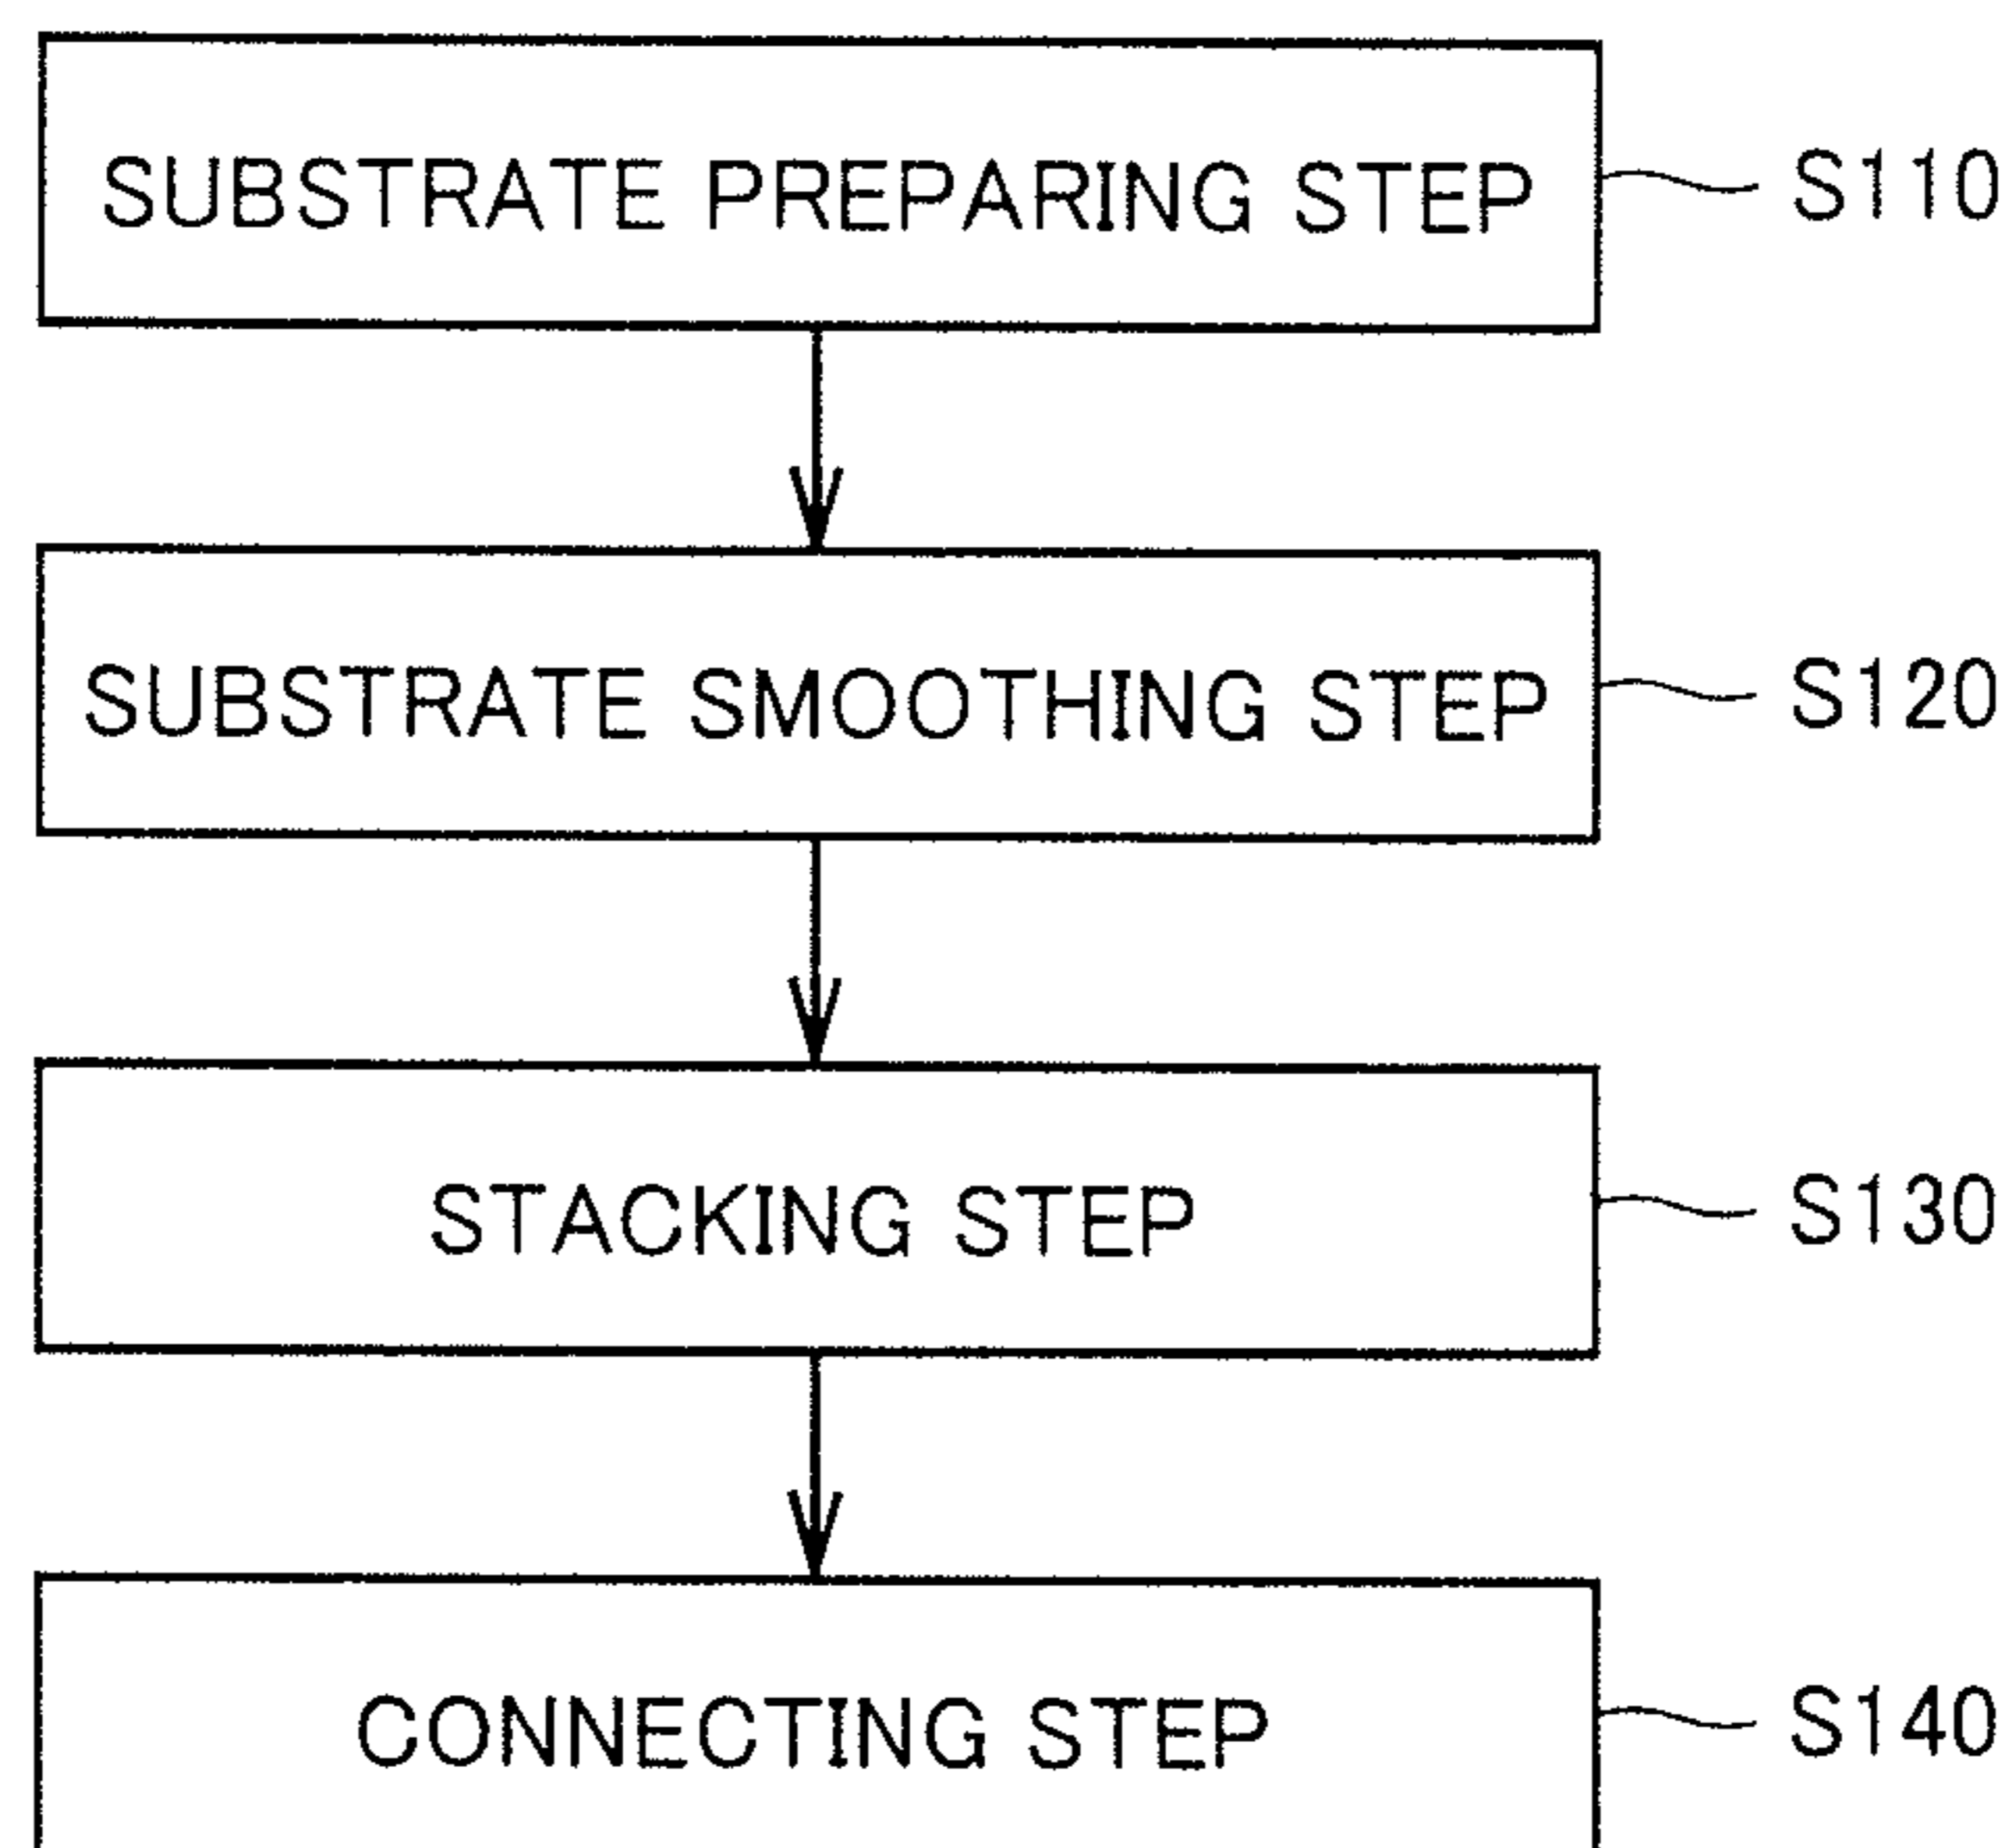 SUBSTRATE PREPARING STEP S110
SUBSTRATE SMOOTHING STEP S120
STACKING STEP S130
CONNECTING STEP S140